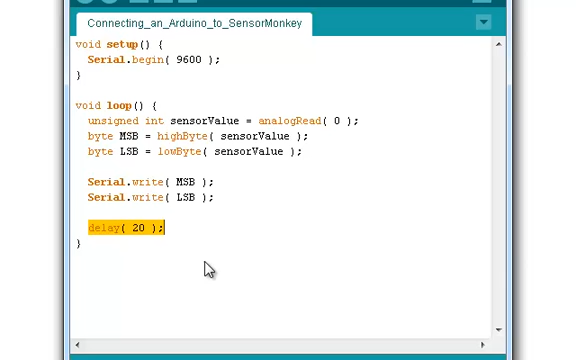 Connecting_an_Arduino_to_SensorMonkey
void setup() {
Serial.begin( 9600 );
}
void loop() {
unsigned int sensorValue = analogRead( 0 );
byte MSB = highByte( sensorValue );
byte LSB = lowByte( sensorValue );
Serial.write( MSB );
Serial.write( LSB );
delay( 20 );
}